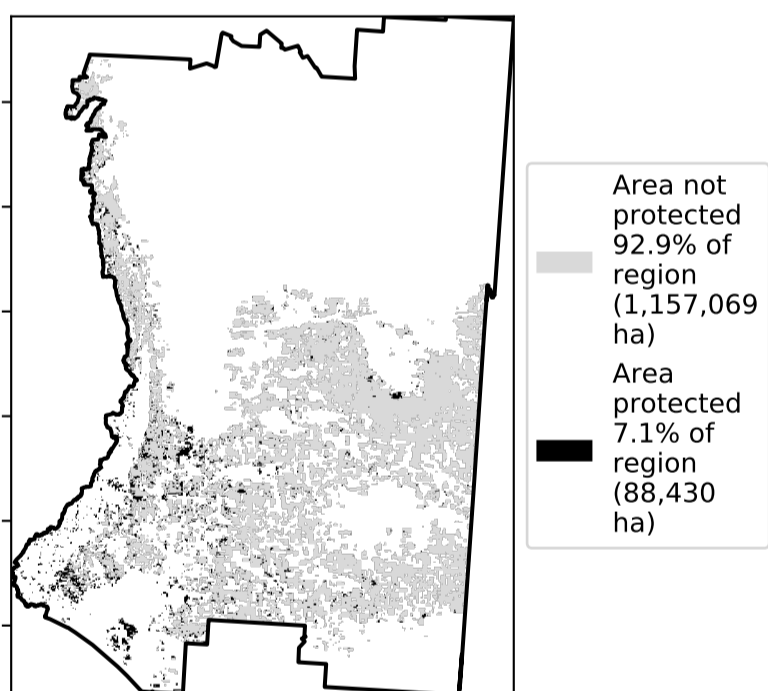 Area not
protected
92.9% of
region
(1,157,069
ha)
Area
protected
7.1% of
region
(88,430
ha)